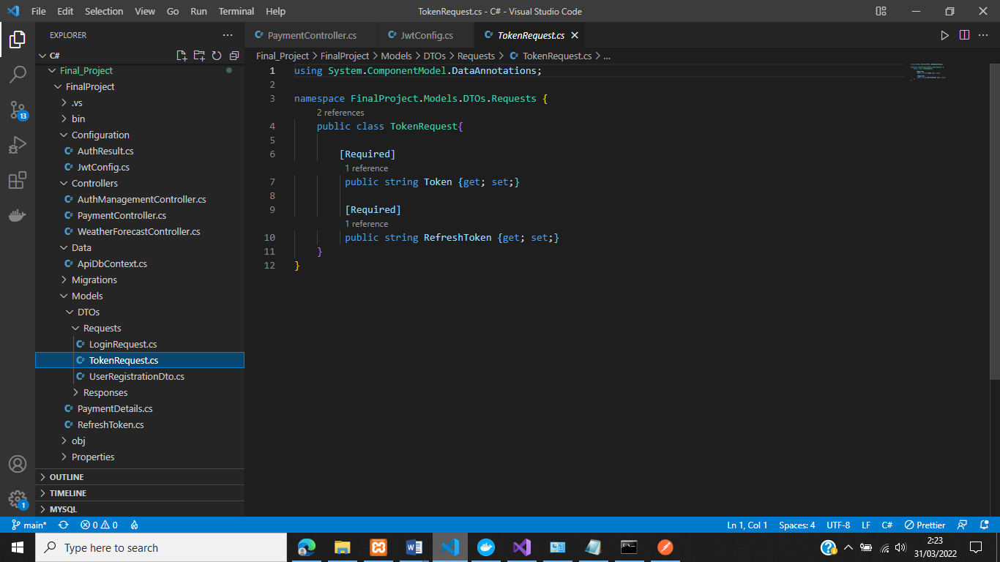 File Edit Selection View Go Run Terminal Help TokenRequest.cs - C# - Visual Studio Code
EXPLORER
C#
Final_Project
FinalProject
.vs
bin
Configuration
C# AuthResult.cs
C# JwtConfig.cs
Controllers
C# AuthManagementController.cs
C# PaymentController.cs
C# WeatherForecastController.cs
Data
C# ApiDbContext.cs
Migrations
Models
DTOs
Requests
C# LoginRequest.cs
C# TokenRequest.cs
C# UserRegistrationDto.cs
Responses
C# PaymentDetails.cs
C# RefreshToken.cs
obj
Properties
OUTLINE
TIMELINE
MYSQL
13
1
C# PaymentController.cs C# JwtConfig.cs C# TokenRequest.cs
Final_Project > FinalProject > Models > DTOs > Requests > C# TokenRequest.cs > ...
1 using System.ComponentModel.DataAnnotations;
2
3 namespace FinalProject.Models.DTOs.Requests {
2 references
4 public class TokenRequest{
5
6 [Required]
1 reference
7 public string Token {get; set;}
8
9 [Required]
1 reference
10 public string RefreshToken {get; set;}
11 }
12 }
main* 0 0 Ln 1, Col 1 Spaces: 4 UTF-8 LF C# Prettier
Type here to search
2:23
31/03/2022